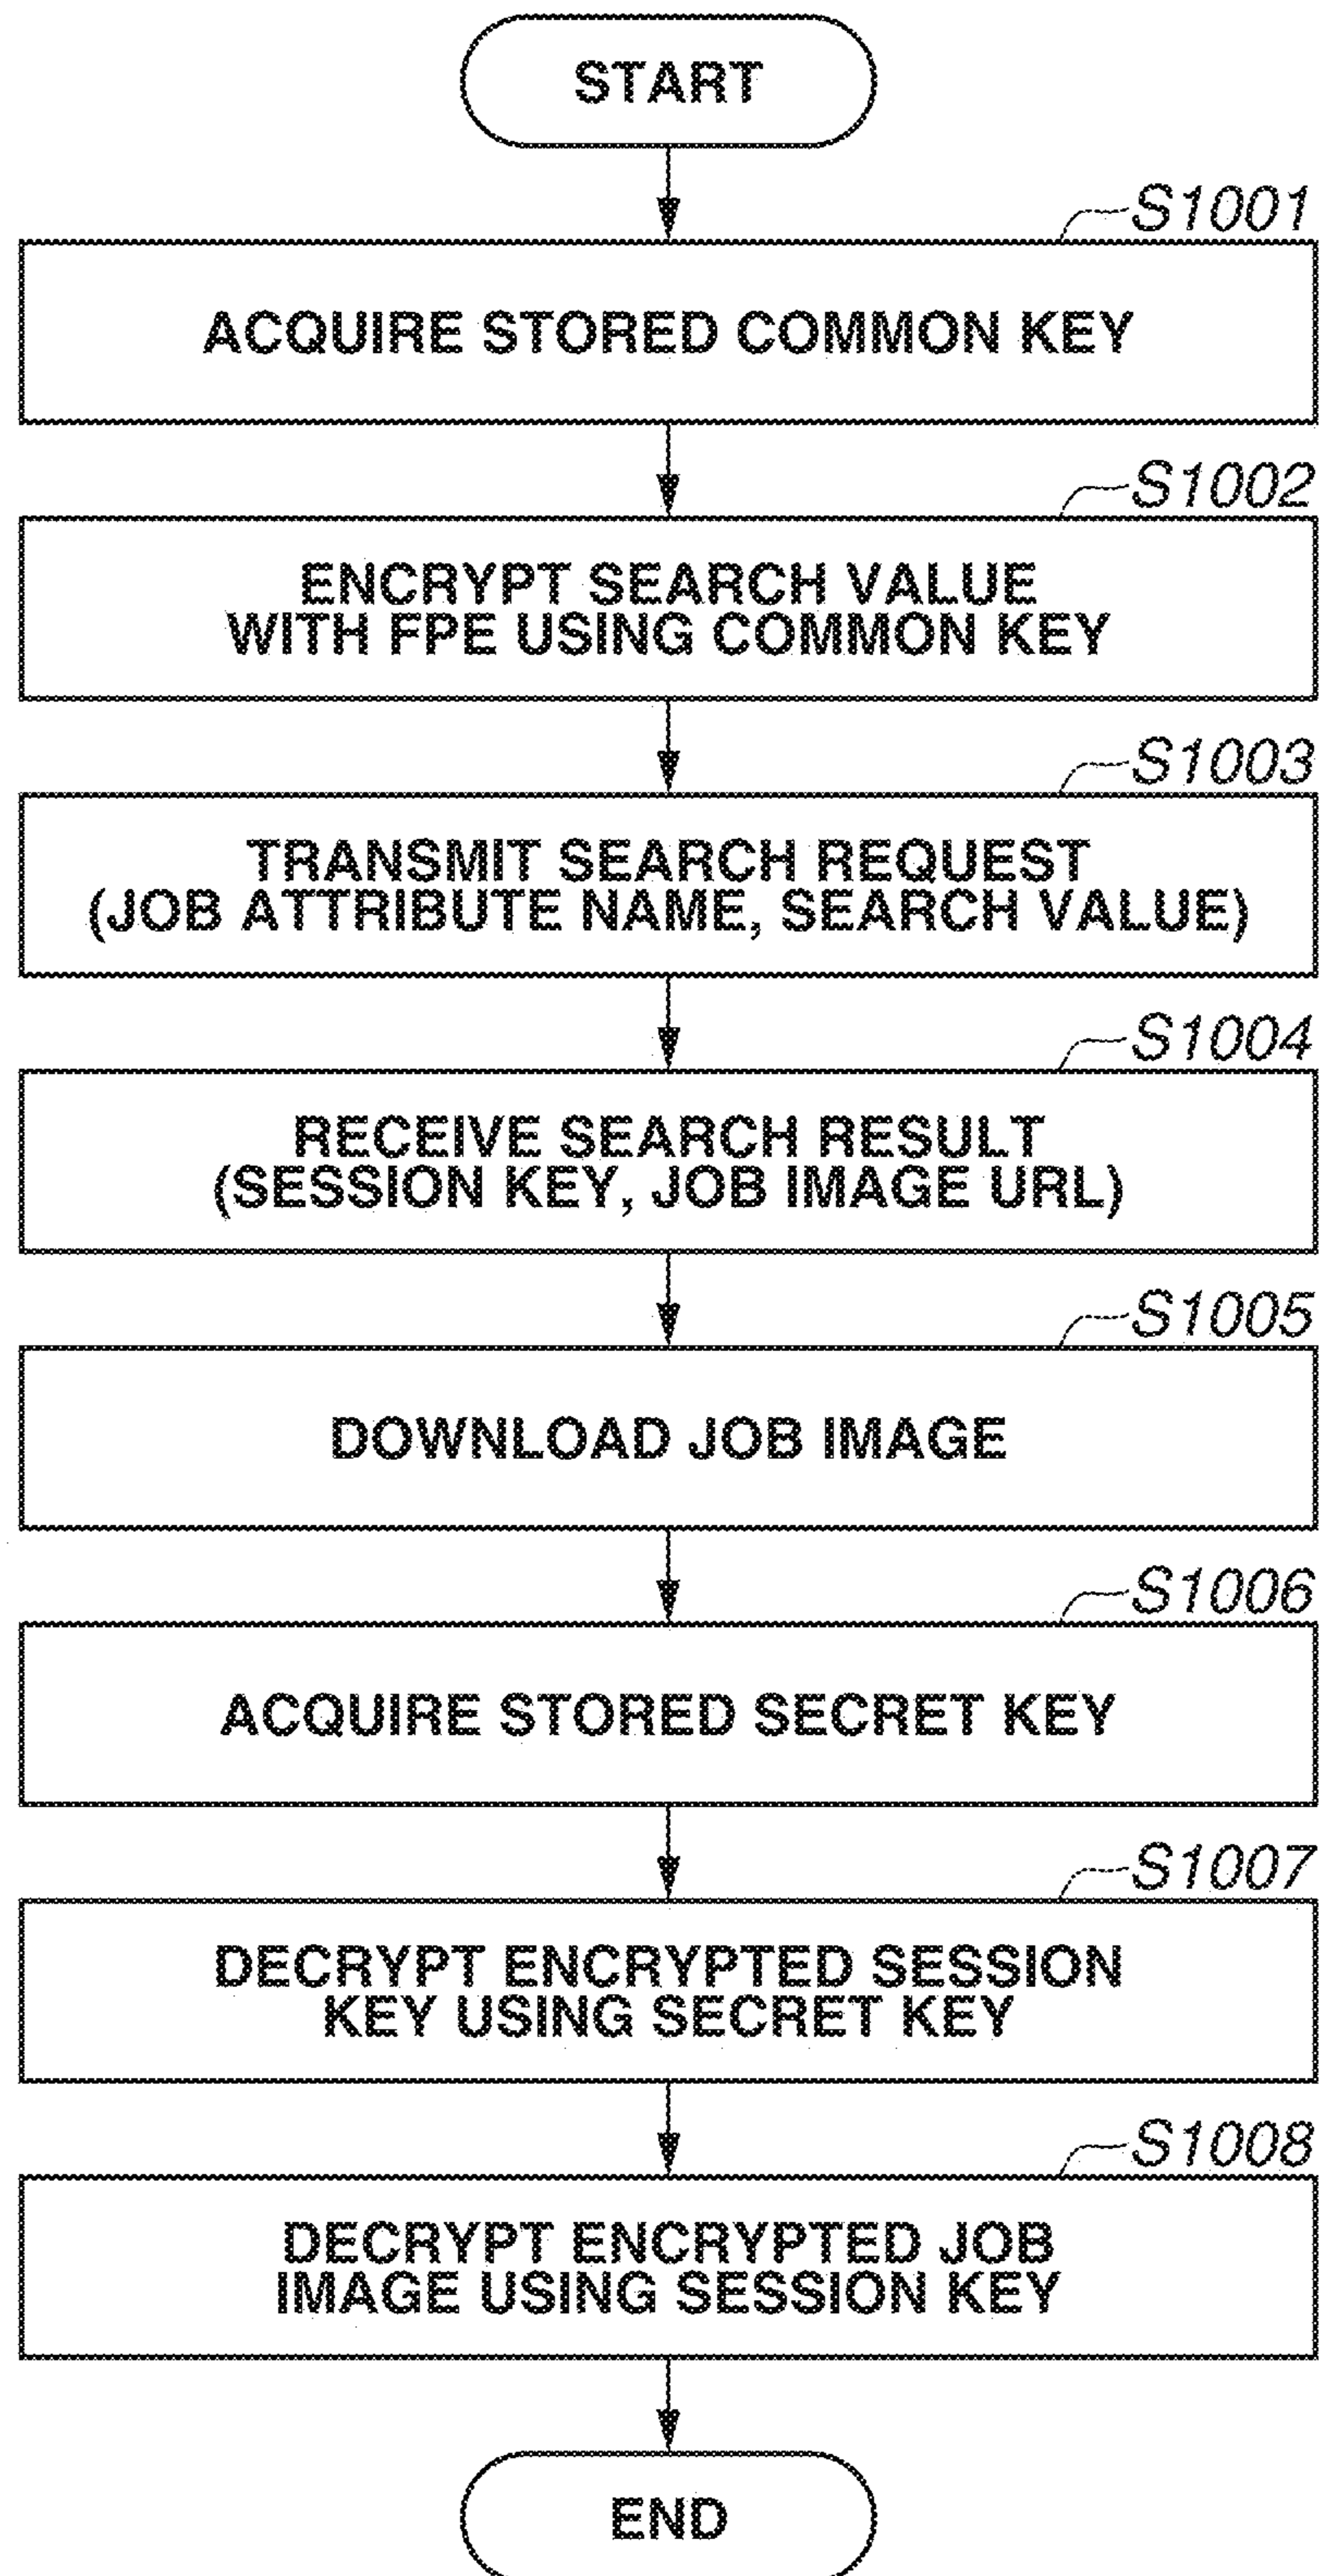 START
S1001
ACQUIRE STORED COMMON KEY
S1002
ENCRYPT SEARCH VALUE
WITH FPE USING COMMON KEY
S1003
TRANSMIT SEARCH REQUEST
(JOB ATTRIBUTE NAME, SEARCH VALUE)
S1004
RECEIVE SEARCH RESULT
(SESSION KEY, JOB IMAGE URL)
S1005
DOWNLOAD JOB IMAGE
S1006
ACQUIRE STORED SECRET KEY
S1007
DECRYPT ENCRYPTED SESSION
KEY USING SECRET KEY
S1008
DECRYPT ENCRYPTED JOB
IMAGE USING SESSION KEY
END